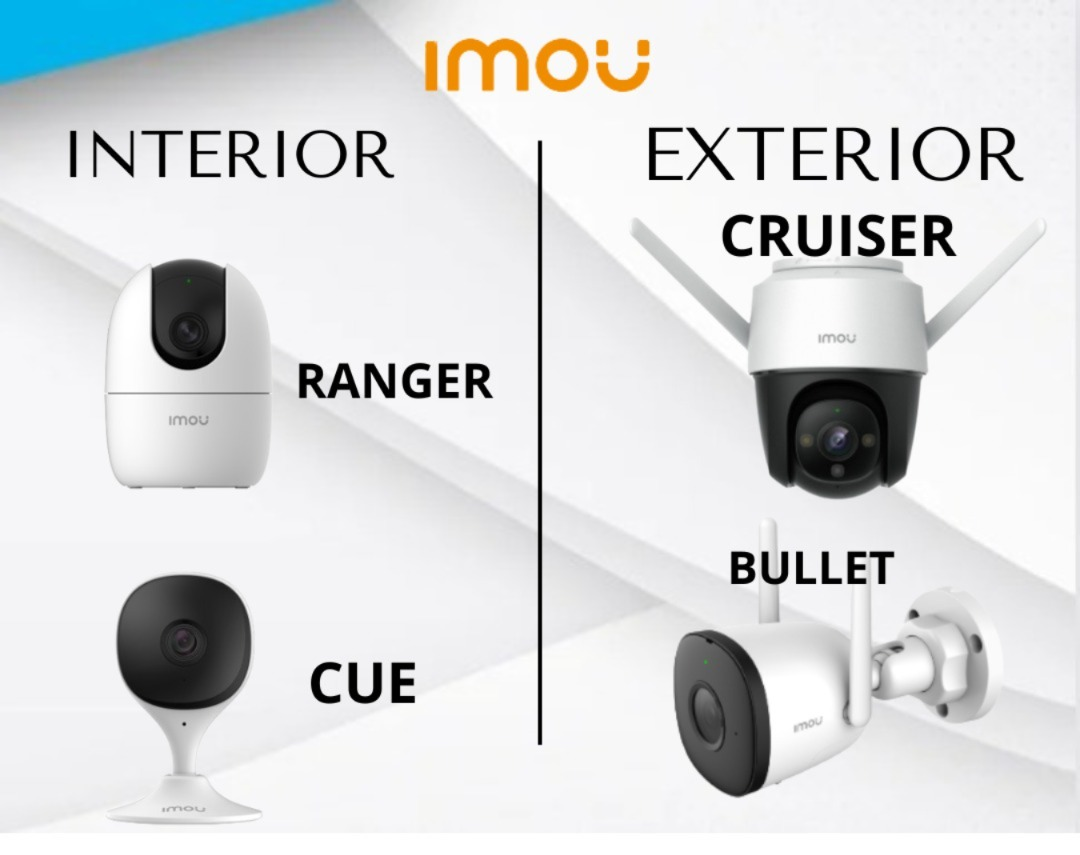 imou
INTERIOR
EXTERIOR
CRUISER
imou
RANGER
imou
BULLET
CUE
imou
imou